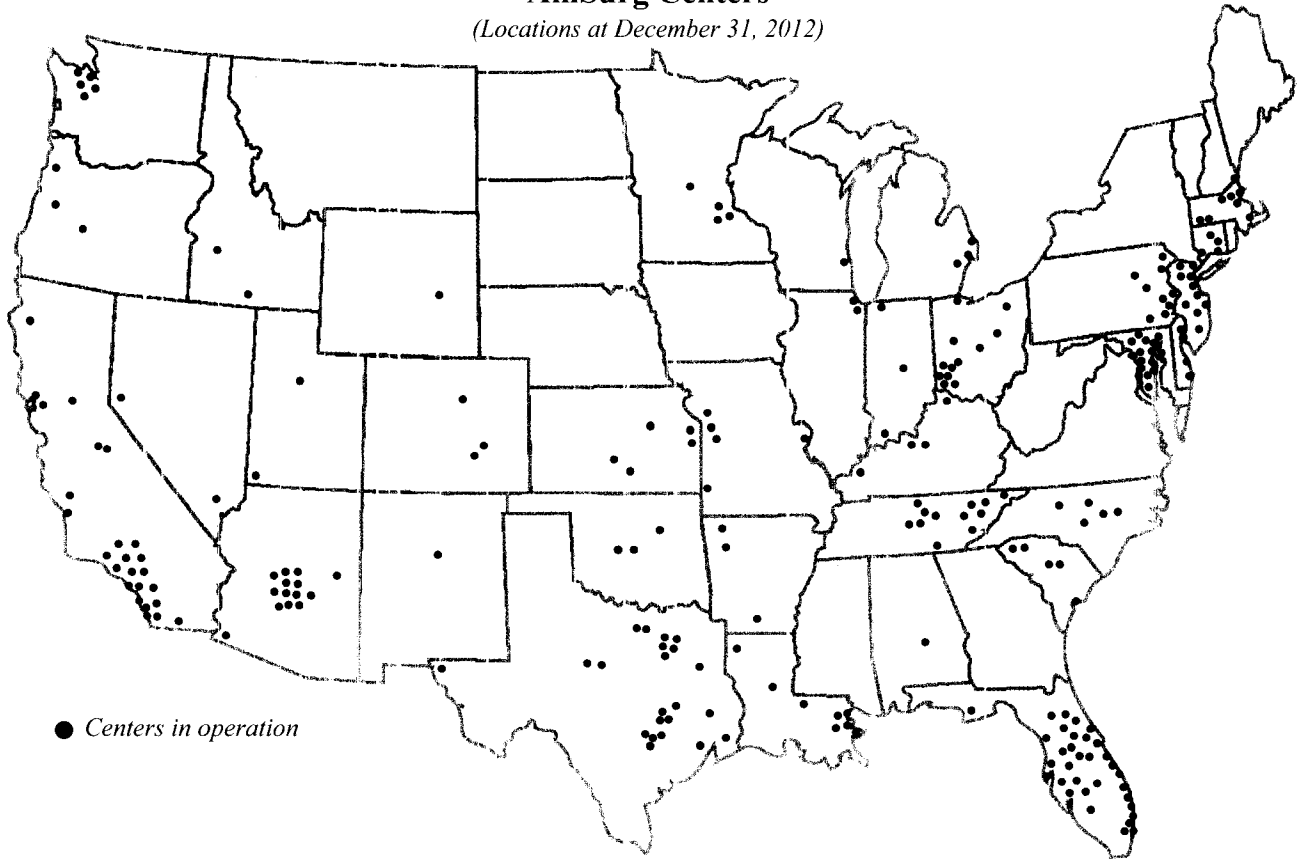 AmSurg Centers
(Locations at December 31, 2012)
Centers in operation